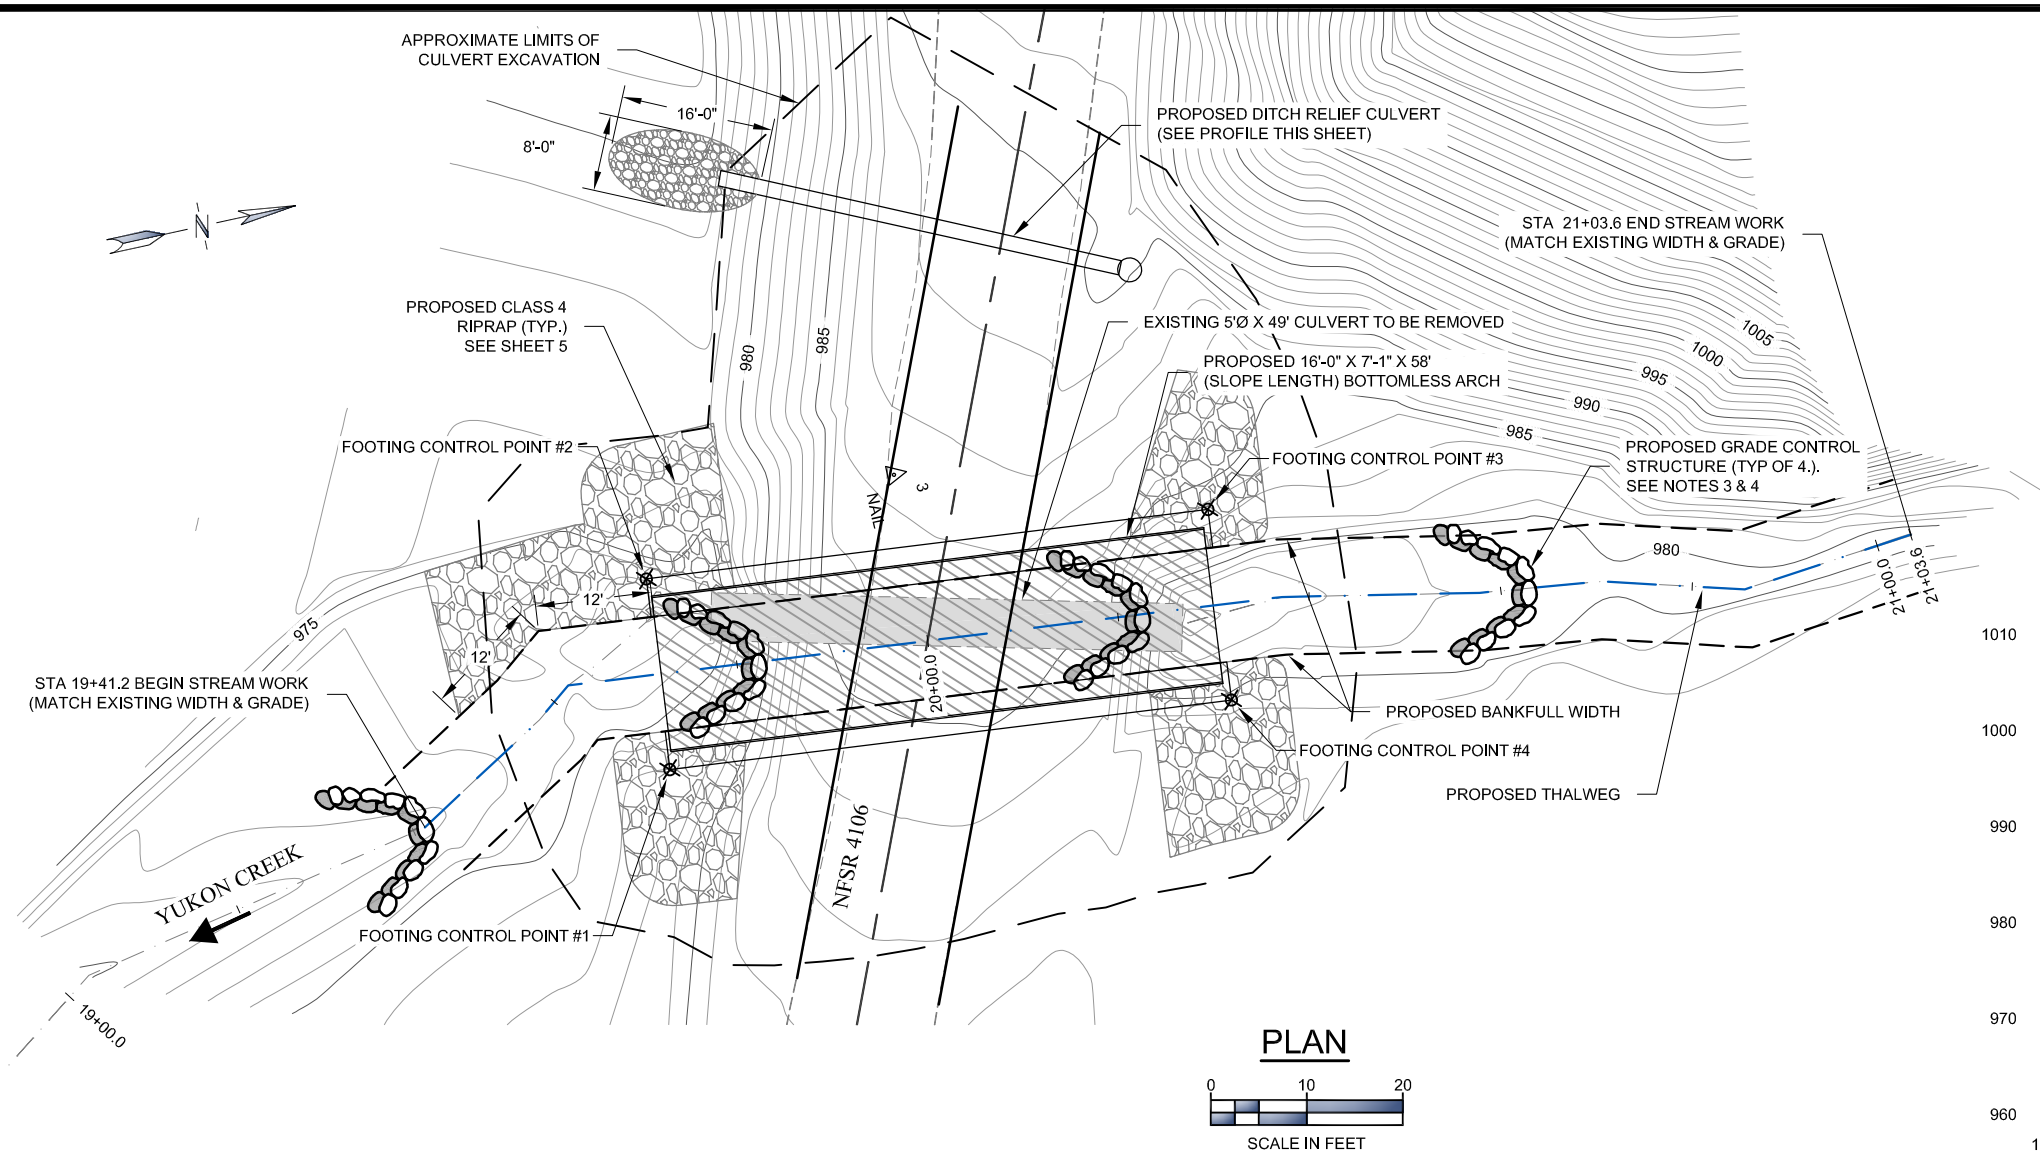 APPROXIMATE LIMITS OF
CULVERT EXCAVATION
16'-0"
8'-0"
PROPOSED DITCH RELIEF CULVERT
(SEE PROFILE THIS SHEET)
N
STA 21+03.6 END STREAM WORK
(MATCH EXISTING WIDTH & GRADE)
PROPOSED CLASS 4
RIPRAP (TYP.)
SEE SHEET 5
980
985
EXISTING 5'Ø X 49' CULVERT TO BE REMOVED
PROPOSED 16'-0" X 7'-1" X 58'
(SLOPE LENGTH) BOTTOMLESS ARCH
1005
1000
995
990
985
FOOTING CONTROL POINT #2
FOOTING CONTROL POINT #3
PROPOSED GRADE CONTROL
STRUCTURE (TYP OF 4.).
SEE NOTES 3 & 4
3
NAIL
980
21+00.0
21+03.6
12'
12'
975
20+00.0
STA 19+41.2 BEGIN STREAM WORK
(MATCH EXISTING WIDTH & GRADE)
PROPOSED BANKFULL WIDTH
FOOTING CONTROL POINT #4
PROPOSED THALWEG
NFSR 4106
YUKON CREEK
FOOTING CONTROL POINT #1
19+00.0
1010
1000
990
980
970
960
1
PLAN
0 10 20
SCALE IN FEET